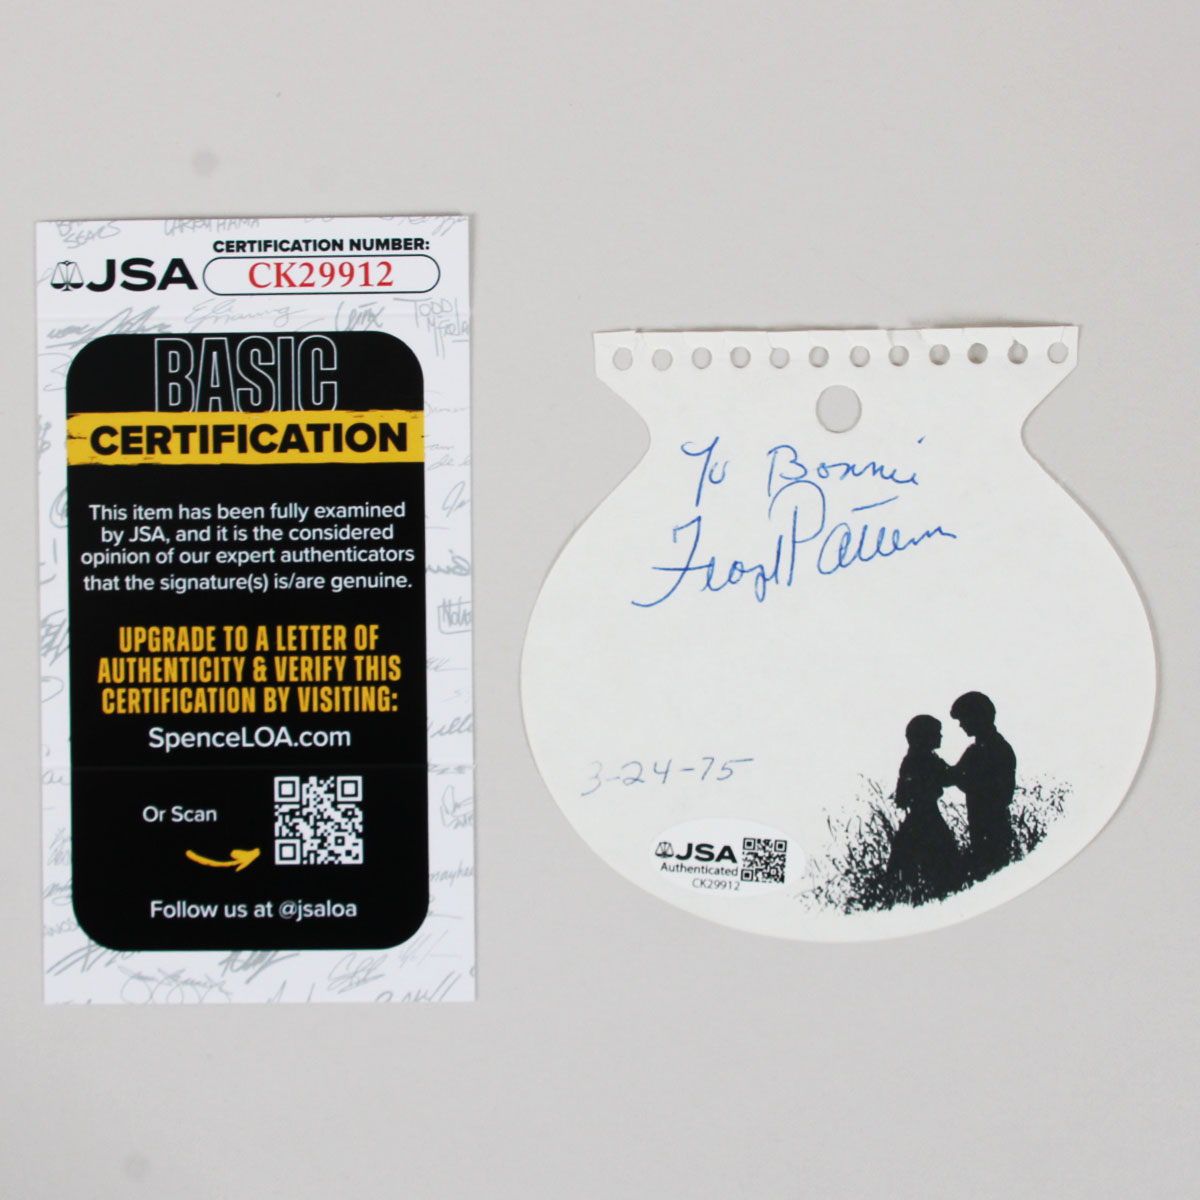 CERTIFICATION NUMBER:
JSA CK29912
BASIC
CERTIFICATION
This item has been fully examined
by JSA, and it is the considered
opinion of our expert authenticators
that the signature(s) is/are genuine.
UPGRADE TO A LETTER OF
AUTHENTICITY & VERIFY THIS
CERTIFICATION BY VISITING:
SpenceLOA.com
Or Scan
Follow us at @jsaloa
To Bonnie
Floyd Patterson
3-24-75
JSA
Authenticated
CK29912